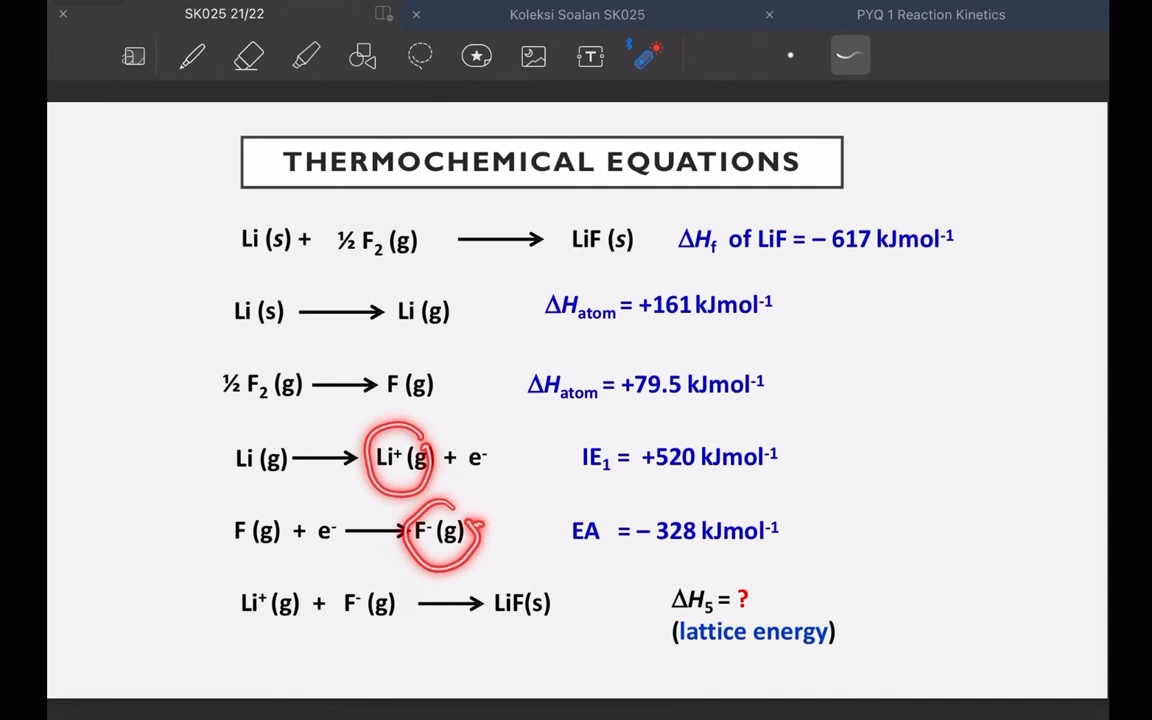 SK025 21/22
Koleksi Soalan SK025
PYQ 1 Reaction Kinetics
T
THERMOCHEMICAL EQUATIONS
Li (s) + ½ F₂ (g) ⟶ LiF (s) ΔHf of LiF = – 617 kJmol⁻¹
Li (s) ⟶ Li (g) ΔHatom = +161 kJmol⁻¹
½ F₂ (g) ⟶ F (g) ΔHatom = +79.5 kJmol⁻¹
Li (g) ⟶ Li⁺ (g) + e⁻ IE₁ = +520 kJmol⁻¹
F (g) + e⁻ ⟶ F⁻ (g) EA = – 328 kJmol⁻¹
Li⁺ (g) + F⁻ (g) ⟶ LiF(s) ΔH₅ = ?
(lattice energy)